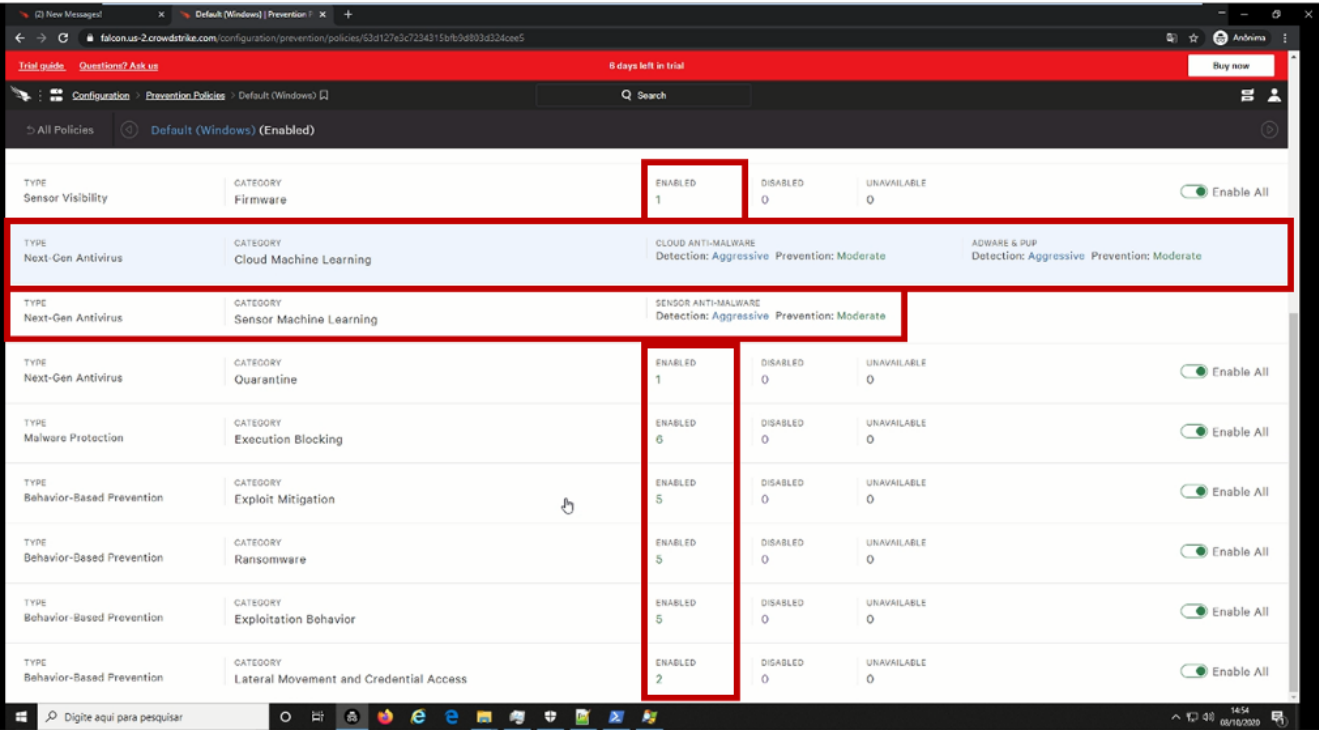 (2) New Messages!
Default (Windows) | Prevention P
falcon.us-2.crowdstrike.com/configuration/prevention/policies/63d127e3c7234315bfb9d803d324cee5
Anônima
Trial guide Questions? Ask us
6 days left in trial
Buy now
Configuration > Prevention Policies > Default (Windows)
Search
All Policies
Default (Windows) (Enabled)
TYPE CATEGORY ENABLED DISABLED UNAVAILABLE
Sensor Visibility Firmware 1 0 0 Enable All
TYPE CATEGORY CLOUD ANTI-MALWARE ADWARE & PUP
Next-Gen Antivirus Cloud Machine Learning Detection: Aggressive Prevention: Moderate Detection: Aggressive Prevention: Moderate
TYPE CATEGORY SENSOR ANTI-MALWARE
Next-Gen Antivirus Sensor Machine Learning Detection: Aggressive Prevention: Moderate
TYPE CATEGORY ENABLED DISABLED UNAVAILABLE
Next-Gen Antivirus Quarantine 1 0 0 Enable All
TYPE CATEGORY ENABLED DISABLED UNAVAILABLE
Malware Protection Execution Blocking 6 0 0 Enable All
TYPE CATEGORY ENABLED DISABLED UNAVAILABLE
Behavior-Based Prevention Exploit Mitigation 5 0 0 Enable All
TYPE CATEGORY ENABLED DISABLED UNAVAILABLE
Behavior-Based Prevention Ransomware 5 0 0 Enable All
TYPE CATEGORY ENABLED DISABLED UNAVAILABLE
Behavior-Based Prevention Exploitation Behavior 5 0 0 Enable All
TYPE CATEGORY ENABLED DISABLED UNAVAILABLE
Behavior-Based Prevention Lateral Movement and Credential Access 2 0 0 Enable All
Digite aqui para pesquisar
14:54
08/10/2020